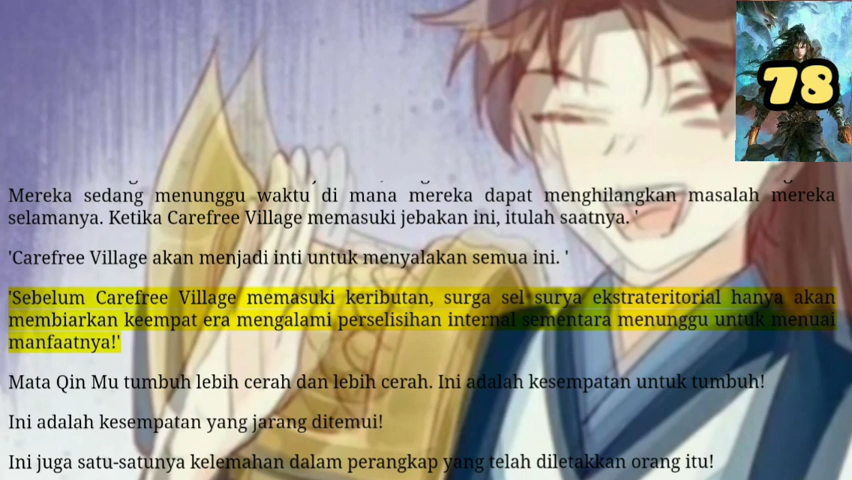 78
Mereka sedang menunggu waktu di mana mereka dapat menghilangkan masalah mereka
selamanya. Ketika Carefree Village memasuki jebakan ini, itulah saatnya. '
'Carefree Village akan menjadi inti untuk menyalakan semua ini. '
'Sebelum Carefree Village memasuki keributan, surga sel surya ekstrateritorial hanya akan
membiarkan keempat era mengalami perselisihan internal sementara menunggu untuk menuai
manfaatnya!'
Mata Qin Mu tumbuh lebih cerah dan lebih cerah. Ini adalah kesempatan untuk tumbuh!
Ini adalah kesempatan yang jarang ditemui!
Ini juga satu-satunya kelemahan dalam perangkap yang telah diletakkan orang itu!